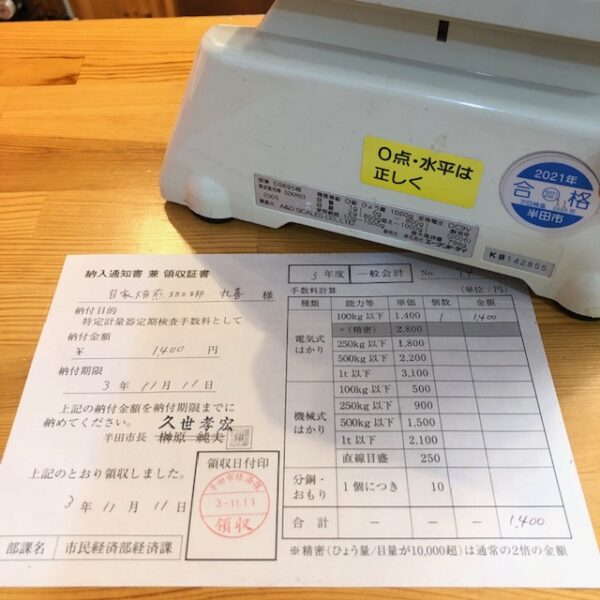 0点・水平は
正しく
2021年
合格
半田市
A&D SCALES CO., LTD
DC9V
K0142855
納入通知書 兼 領収証書
3 年度 一般会計 No. 74
自家焙煎珈琲 丸喜 様
納付目的
特定計量器定期検査手数料として
納付金額
¥ 1,400 円
納付期限
3 年 11 月 11 日
上記の納付金額を納付期限までに
納めてください。 久世孝宏
半田市長 榊原純夫 印
上記のとおり領収しました。
3 年 11 月 11 日
領収日付印
3-11.11
領収
部課名 市民経済部経済課
手数料計算 (単位:円)
種類 能力等 単価 個数 金額
電気式はかり 100kg 以下 1,400 1 1,400
〃 (精密) 2,800
250kg 以下 1,800
500kg 以下 2,200
1t 以下 3,100
機械式はかり 100kg 以下 500
250kg 以下 900
500kg 以下 1,500
1t 以下 2,100
直線目盛 250
分銅・おもり 1個につき 10
合計 − − − 1,400
※精密(ひょう量/目量が10,000超)は通常の2倍の金額